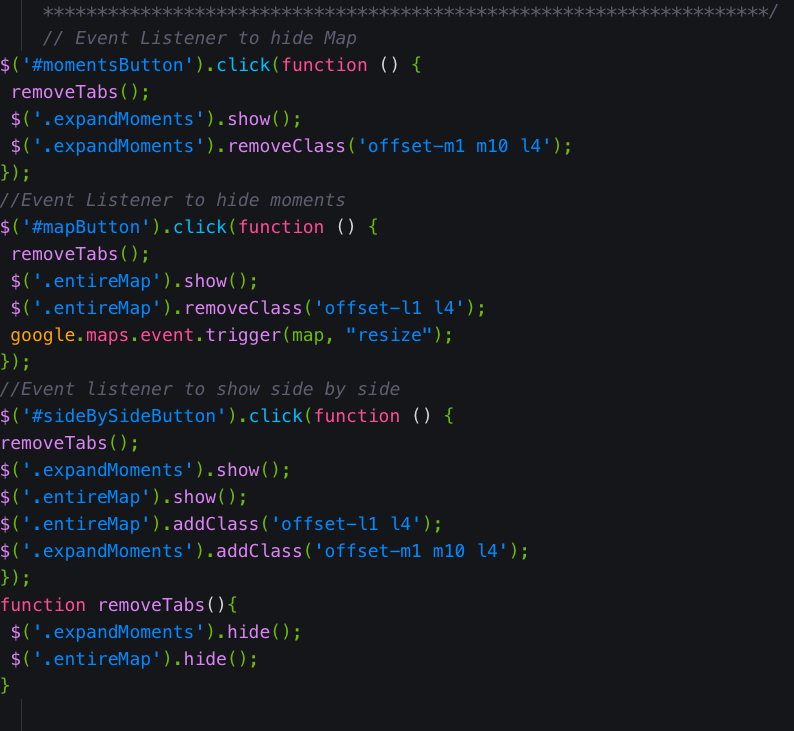 *******************************************************************/
// Event Listener to hide Map
$('#momentsButton').click(function () {
removeTabs();
$('.expandMoments').show();
$('.expandMoments').removeClass('offset-m1 m10 l4');
});
//Event Listener to hide moments
$('#mapButton').click(function () {
removeTabs();
$('.entireMap').show();
$('.entireMap').removeClass('offset-l1 l4');
google.maps.event.trigger(map, "resize");
});
//Event listener to show side by side
$('#sideBySideButton').click(function () {
removeTabs();
$('.expandMoments').show();
$('.entireMap').show();
$('.entireMap').addClass('offset-l1 l4');
$('.expandMoments').addClass('offset-m1 m10 l4');
});
function removeTabs(){
$('.expandMoments').hide();
$('.entireMap').hide();
}